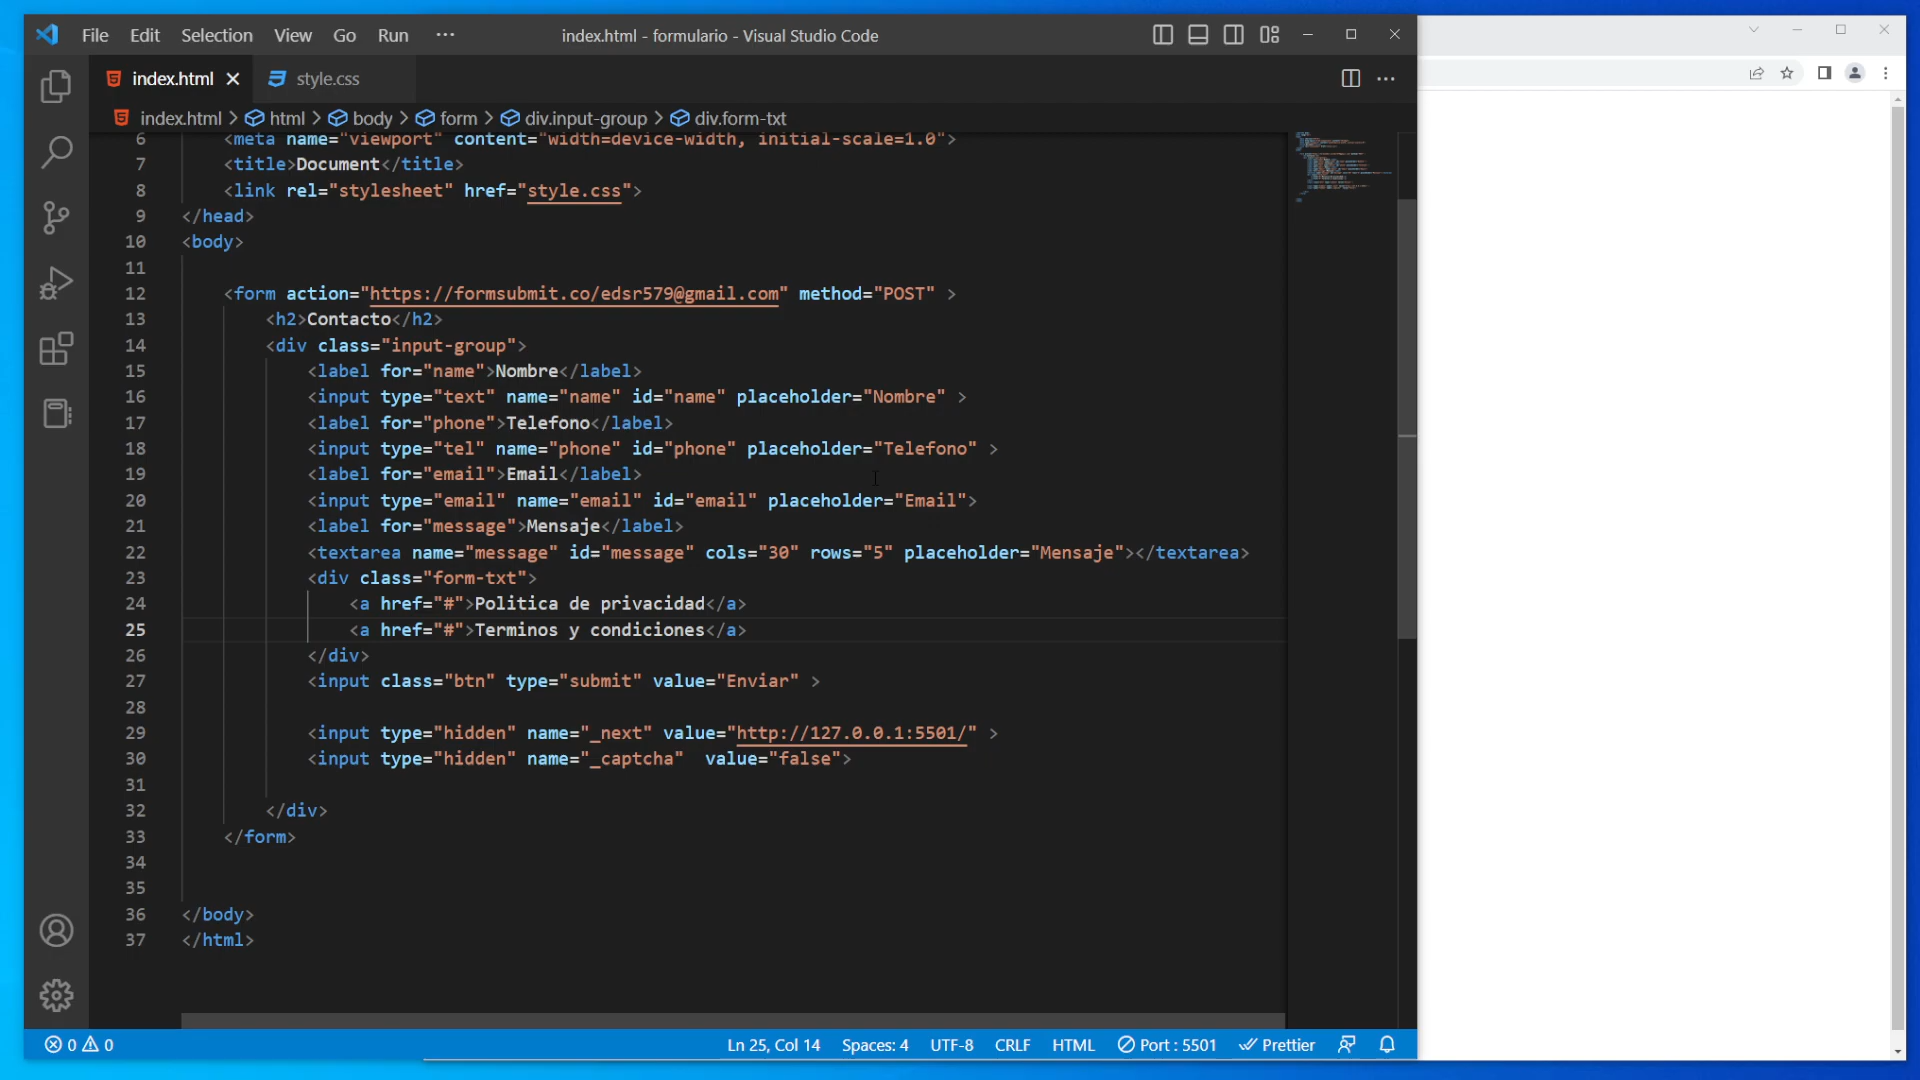 File Edit Selection View Go Run ··· index.html - formulario - Visual Studio Code
index.html style.css
index.html > html > body > form > div.input-group > div.form-txt
6 <meta name="viewport" content="width=device-width, initial-scale=1.0">
7 <title>Document</title>
8 <link rel="stylesheet" href="style.css">
9 </head>
10 <body>
11
12 <form action="https://formsubmit.co/edsr579@gmail.com" method="POST" >
13 <h2>Contacto</h2>
14 <div class="input-group">
15 <label for="name">Nombre</label>
16 <input type="text" name="name" id="name" placeholder="Nombre" >
17 <label for="phone">Telefono</label>
18 <input type="tel" name="phone" id="phone" placeholder="Telefono" >
19 <label for="email">Email</label>
20 <input type="email" name="email" id="email" placeholder="Email">
21 <label for="message">Mensaje</label>
22 <textarea name="message" id="message" cols="30" rows="5" placeholder="Mensaje"></textarea>
23 <div class="form-txt">
24 <a href="#">Politica de privacidad</a>
25 <a href="#">Terminos y condiciones</a>
26 </div>
27 <input class="btn" type="submit" value="Enviar" >
28
29 <input type="hidden" name="_next" value="http://127.0.0.1:5501/" >
30 <input type="hidden" name="_captcha"  value="false">
31
32 </div>
33 </form>
34
35
36 </body>
37 </html>
0 0 Ln 25, Col 14 Spaces: 4 UTF-8 CRLF HTML Port : 5501 Prettier